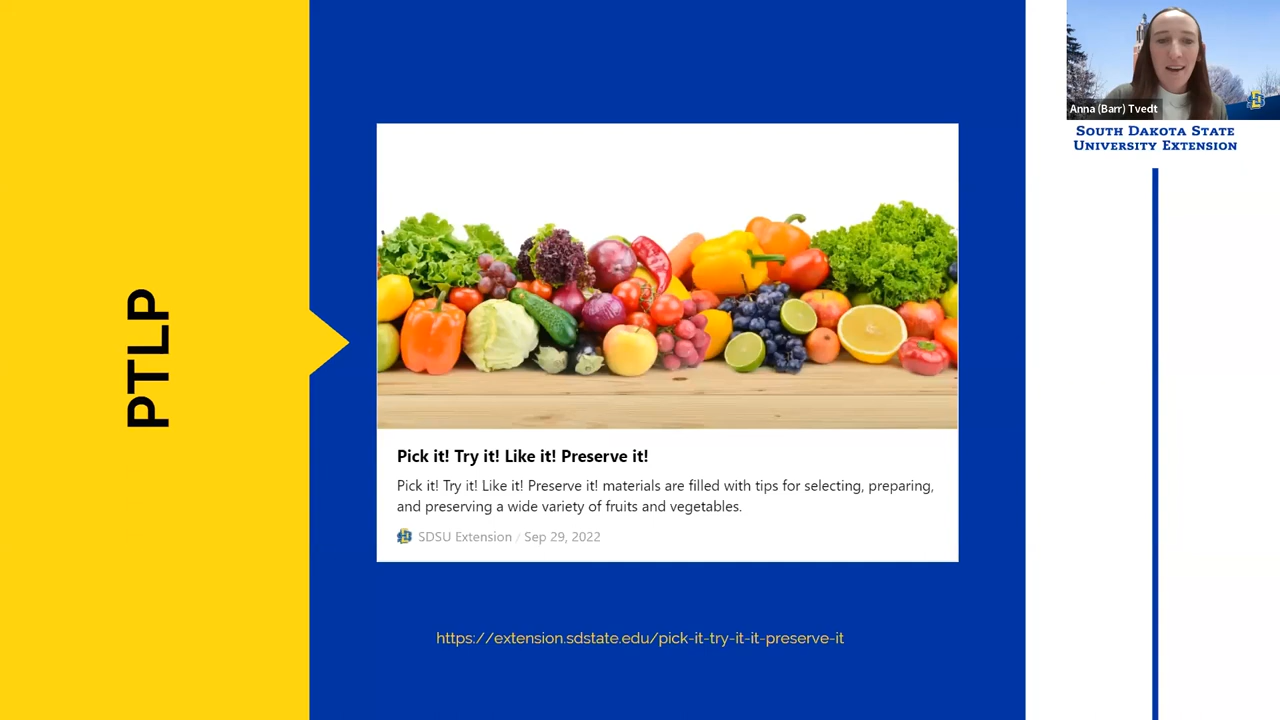 PTLP
Pick it! Try it! Like it! Preserve it!
Pick it! Try it! Like it! Preserve it! materials are filled with tips for selecting, preparing,
and preserving a wide variety of fruits and vegetables.
SDSU Extension / Sep 29, 2022
https://extension.sdstate.edu/pick-it-try-it-it-preserve-it
Anna (Barr) Tvedt
SOUTH DAKOTA STATE
UNIVERSITY EXTENSION